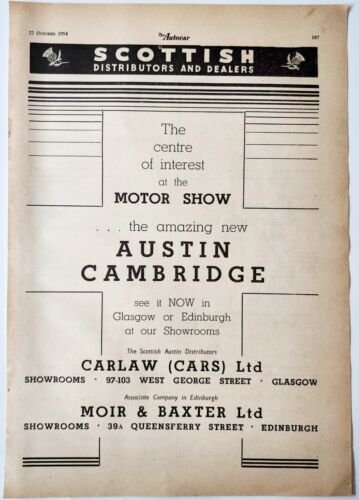 22 October 1954
The Autocar
187
SCOTTISH
DISTRIBUTORS AND DEALERS
The
centre
of interest
at the
MOTOR SHOW
. . . the amazing new
AUSTIN
CAMBRIDGE
see it NOW in
Glasgow or Edinburgh
at our Showrooms
The Scottish Austin Distributors
CARLAW (CARS) Ltd
SHOWROOMS · 97-103 WEST GEORGE STREET · GLASGOW
Associate Company in Edinburgh
MOIR & BAXTER Ltd
SHOWROOMS · 39A QUEENSFERRY STREET · EDINBURGH